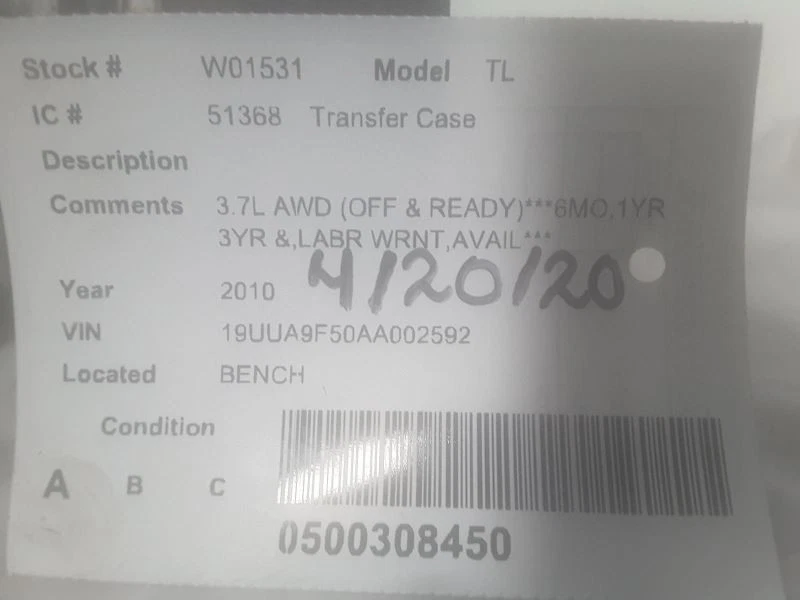 Stock # W01531 Model TL
IC # 51368 Transfer Case
Description
Comments 3.7L AWD (OFF & READY)***6MO,1YR
3YR &,LABR WRNT,AVAIL***
4/20/20
Year 2010
VIN 19UUA9F50AA002592
Located BENCH
Condition
A B C
0500308450